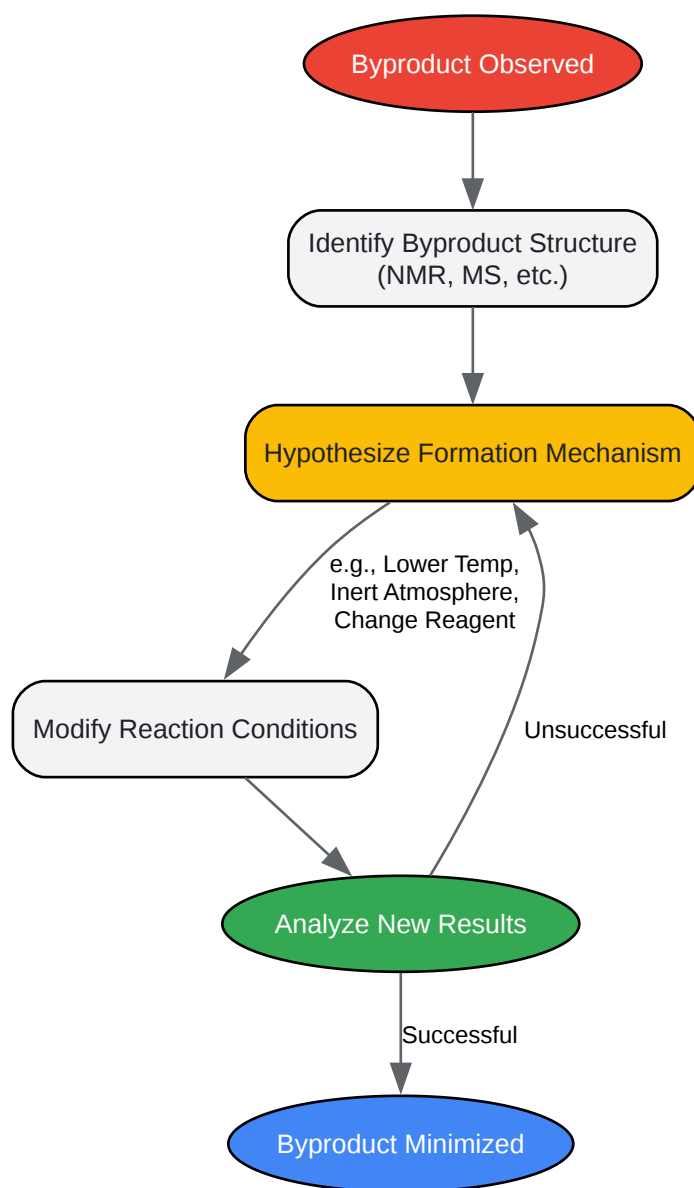 Byproduct Observed
Identify Byproduct Structure
(NMR, MS, etc.)
Hypothesize Formation Mechanism
e.g., Lower Temp,
Inert Atmosphere,
Change Reagent
Modify Reaction Conditions
Unsuccessful
Analyze New Results
Successful
Byproduct Minimized